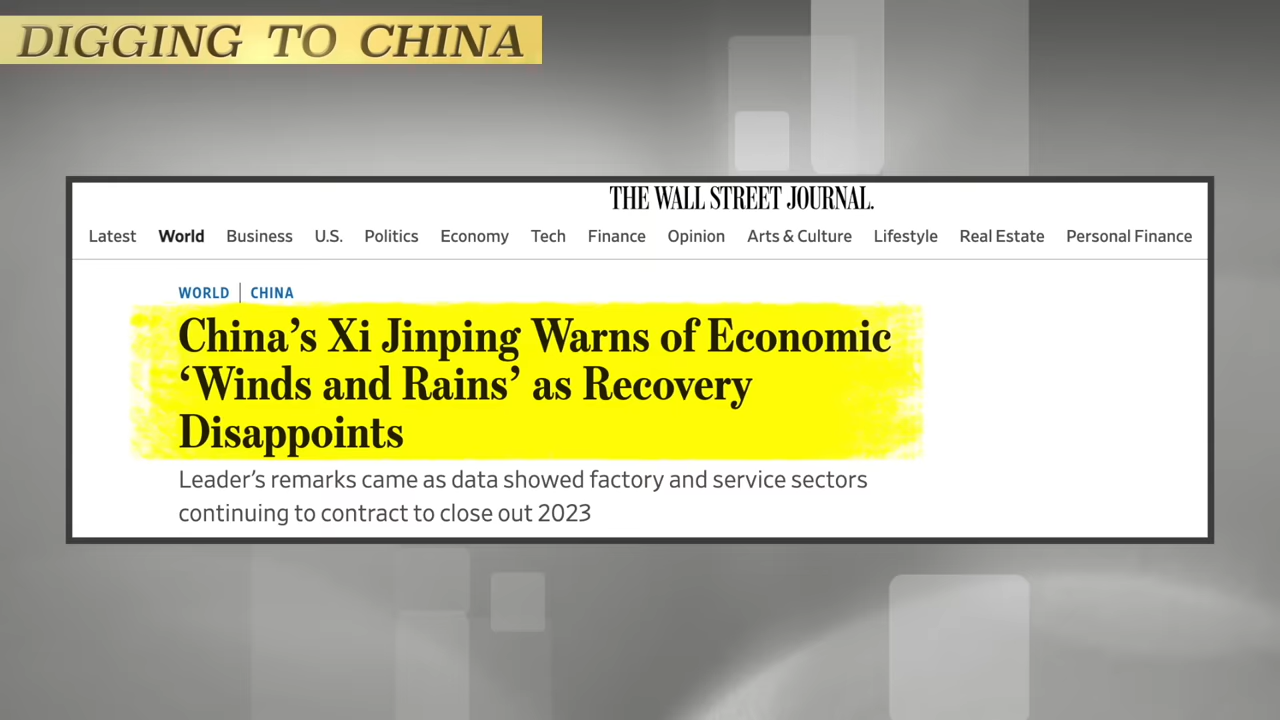 DIGGING TO CHINA
THE WALL STREET JOURNAL.
Latest World Business U.S. Politics Economy Tech Finance Opinion Arts & Culture Lifestyle Real Estate Personal Finance
WORLD | CHINA
China’s Xi Jinping Warns of Economic
‘Winds and Rains’ as Recovery
Disappoints
Leader’s remarks came as data showed factory and service sectors
continuing to contract to close out 2023